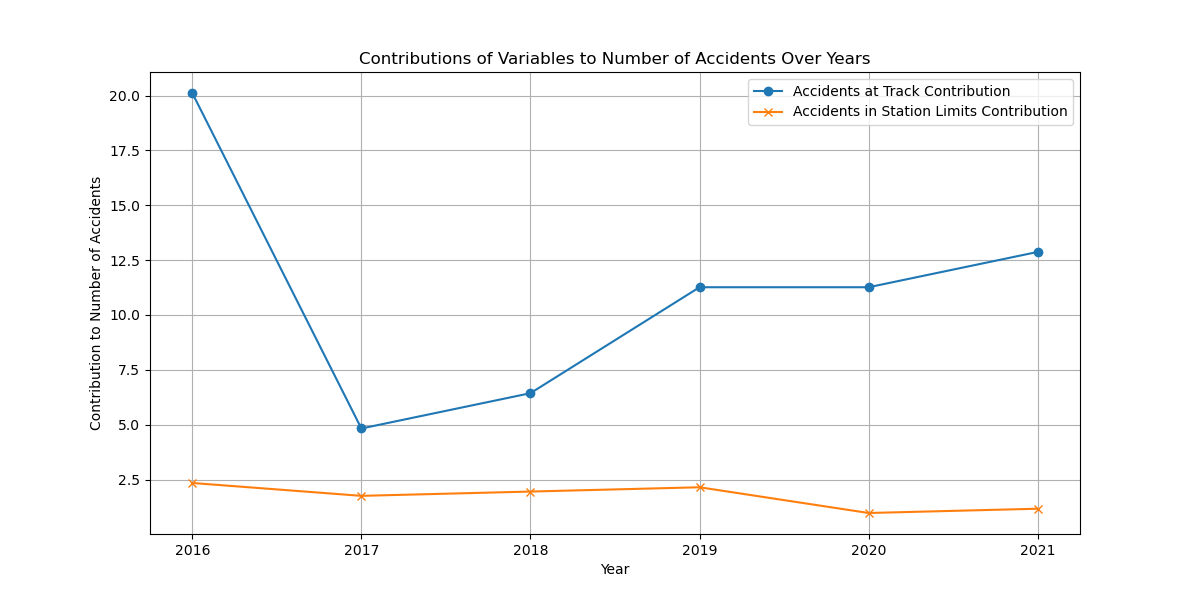 Contributions of Variables to Number of Accidents Over Years
Accidents at Track Contribution
Accidents in Station Limits Contribution
Contribution to Number of Accidents
20.0
17.5
15.0
12.5
10.0
7.5
5.0
2.5
2016 2017 2018 2019 2020 2021
Year